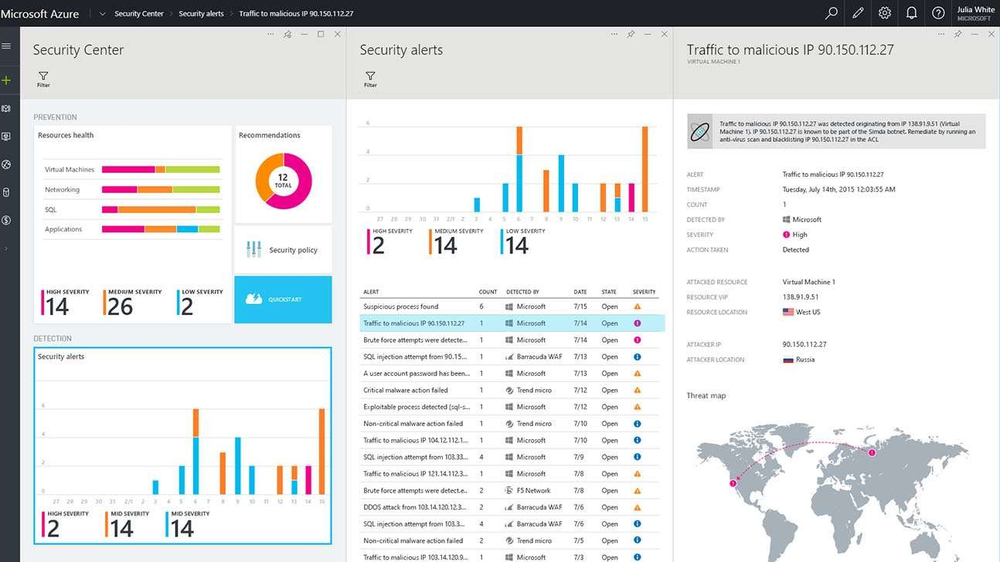 Microsoft Azure
Security Center
Security alerts
Traffic to malicious IP 90.150.112.27
Julia White
MICROSOFT
Security Center
Filter
PREVENTION
Resources health
Virtual Machines
Networking
SQL
Applications
HIGH SEVERITY
14
MEDIUM SEVERITY
26
LOW SEVERITY
2
Recommendations
12
TOTAL
Security policy
QUICKSTART
DETECTION
Security alerts
6
4
2
0
27 28 29 30 31 2/1 2 3 4 5 6 7 8 9 10 11 12 13 14 15
HIGH SEVERITY
2
MID SEVERITY
14
MID SEVERITY
14
Security alerts
Filter
6
4
2
0
27 28 29 30 31 2/1 2 3 4 5 6 7 8 9 10 11 12 13 14 15
HIGH SEVERITY
2
MEDIUM SEVERITY
14
LOW SEVERITY
14
ALERT COUNT DETECTED BY DATE STATE SEVERITY
Suspicious process found 6 Microsoft 7/15 Open
Traffic to malicious IP 90.150.112.27 1 Microsoft 7/14 Open
Brute force attempts were detecte... 1 Microsoft 7/14 Open
SQL injection attempt from 90.15... 1 Barracuda WAF 7/13 Open
A user account password has been... 1 Microsoft 7/13 Open
Critical malware action failed 1 Trend micro 7/12 Open
Exploitable process detected (sql-s... 1 Microsoft 7/12 Open
Non-critical malware action failed 1 Trend micro 7/10 Open
Traffic to malicious IP 104.12.112.1... 1 Microsoft 7/10 Open
SQL injection attempt from 103.33... 4 Microsoft 7/9 Open
Traffic to malicious IP 121.14.112.3... 1 Microsoft 7/8 Open
Brute force attempts were detect.e.. 2 F5 Network 7/8 Open
DDOS attack from 103.14.120.12.3... 2 Barracuda WAF 7/6 Open
SQL injection attempt from 103.3... 4 Barracuda WAF 7/6 Open
Non-critical malware action failed 2 Trend micro 7/5 Open
Traffic to malicious IP 103.14.120.9... 1 Microsoft 7/3 Open
Traffic to malicious IP 90.150.112.27
VIRTUAL MACHINE 1
Traffic to malicious IP 90.150.112.27 was detected originating from IP 138.91.9.51 (Virtual
Machine 1). IP 90.150.112.27 is known to be part of the Simda botnet. Remediate by running an
anti-virus scan and blacklisting IP 90.150.112.27 in the ACL
ALERT Traffic to malicious IP 90.150.112.27
TIMESTAMP Tuesday, July 14th, 2015 12:03:55 AM
COUNT 1
DETECTED BY Microsoft
SEVERITY High
ACTION TAKEN Detected
ATTACKED RESOURCE Virtual Machine 1
RESOURCE VIP 138.91.9.51
RESOURCE LOCATION West US
ATTACKER IP 90.150.112.27
ATTACKER LOCATION Russia
Threat map